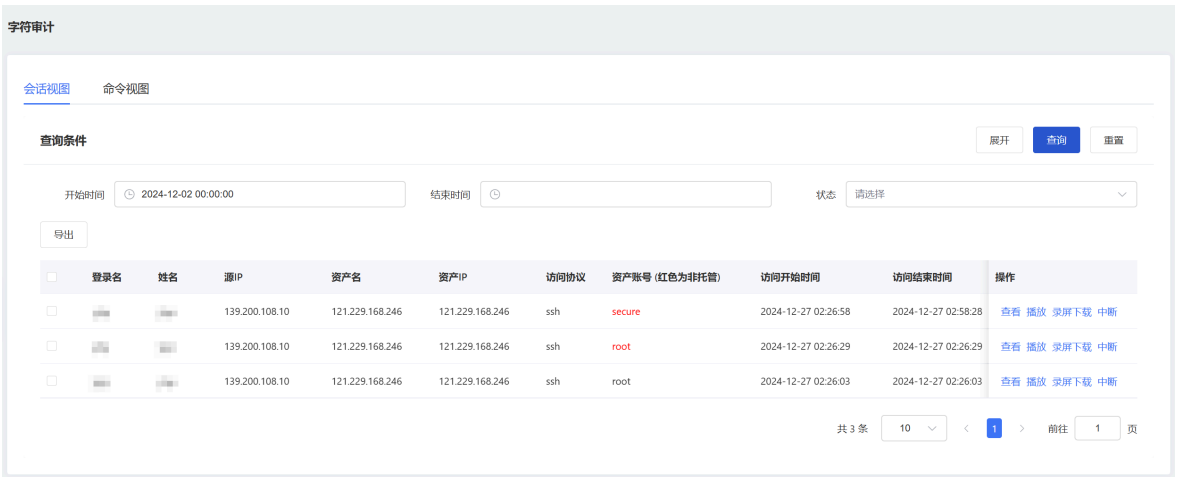 字符审计
会话视图 命令视图
查询条件 展开 查询 重置
开始时间 2024-12-02 00:00:00 结束时间 状态 请选择
导出
登录名 姓名 源IP 资产名 资产IP 访问协议 资产账号 (红色为非托管) 访问开始时间 访问结束时间 操作
139.200.108.10 121.229.168.246 121.229.168.246 ssh secure 2024-12-27 02:26:58 2024-12-27 02:58:28 查看 播放 录屏下载 中断
139.200.108.10 121.229.168.246 121.229.168.246 ssh root 2024-12-27 02:26:29 2024-12-27 02:26:29 查看 播放 录屏下载 中断
139.200.108.10 121.229.168.246 121.229.168.246 ssh root 2024-12-27 02:26:03 2024-12-27 02:26:03 查看 播放 录屏下载 中断
共 3 条 10 < 1 > 前往 1 页